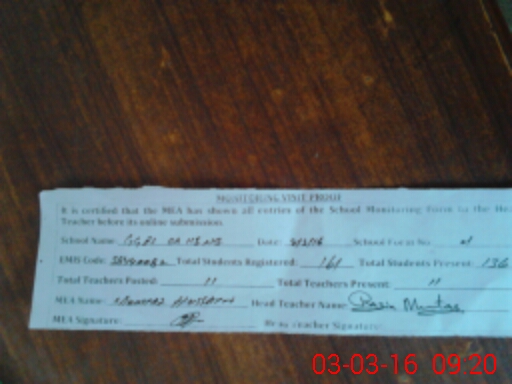 MONITORING VISIT PROOF
It is certified that the MEA has shown all entries of the School Monitoring Form to the Hea
Teacher before its online submission.
School Name Date: School Form No
EMIS Code: Total Students Registered: 161 Total Students Present: 136
Total Teachers Posted: 11 Total Teachers Present: 11
MEA Name: Head Teacher Name: Mumtaz
MEA Signature: Head Teacher Signature:
03-03-16 09:20